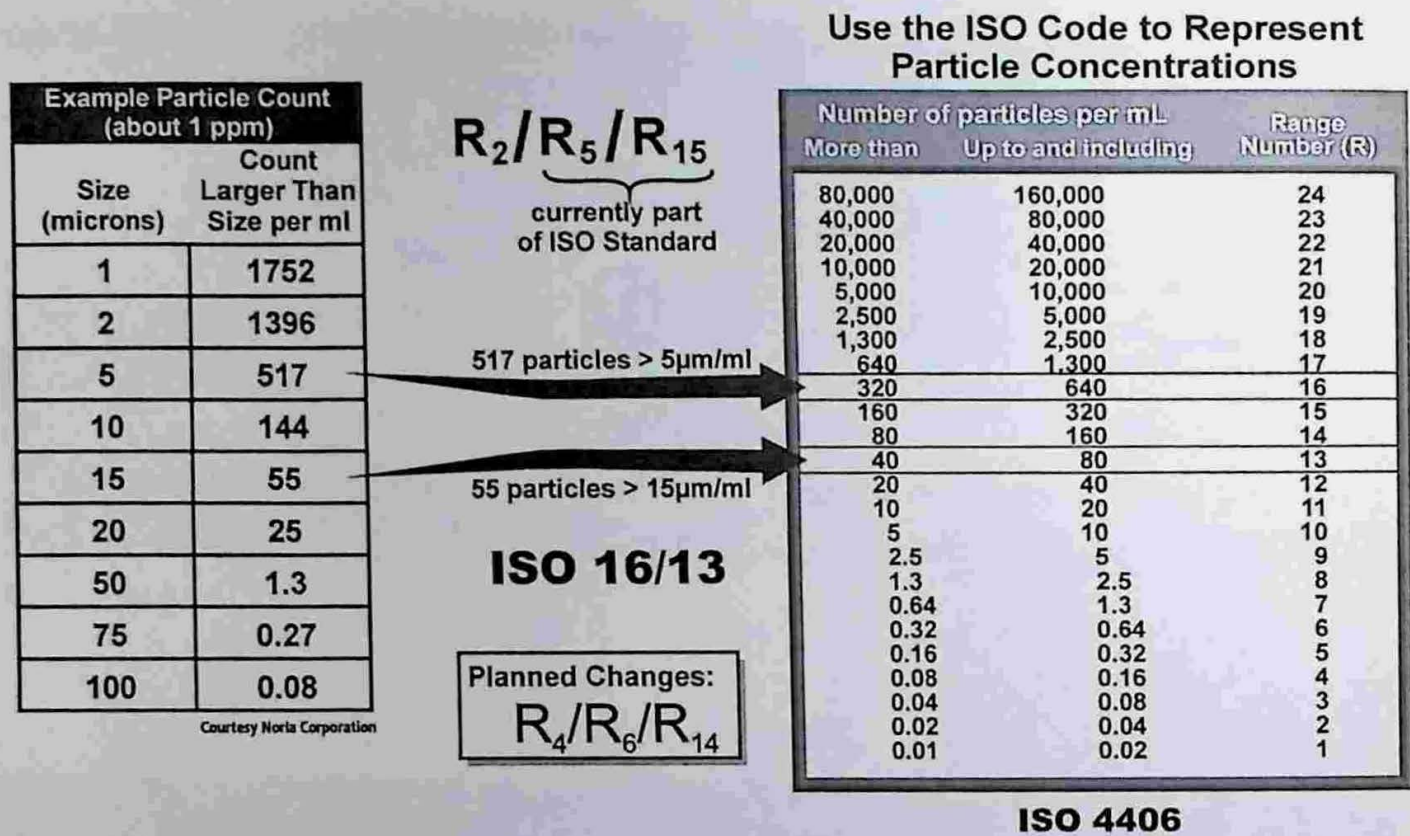 Use the ISO Code to Represent
Particle Concentrations
Example Particle Count
(about 1 ppm)
Size
(microns)
Count
Larger Than
Size per ml
1 1752
2 1396
5 517
10 144
15 55
20 25
50 1.3
75 0.27
100 0.08
Courtesy Noria Corporation
R2/R5/R15
currently part
of ISO Standard
517 particles > 5µm/ml
55 particles > 15µm/ml
ISO 16/13
Planned Changes:
R4/R6/R14
Number of particles per mL
More than Up to and including
Range
Number (R)
80,000 160,000 24
40,000 80,000 23
20,000 40,000 22
10,000 20,000 21
5,000 10,000 20
2,500 5,000 19
1,300 2,500 18
640 1,300 17
320 640 16
160 320 15
80 160 14
40 80 13
20 40 12
10 20 11
5 10 10
2.5 5 9
1.3 2.5 8
0.64 1.3 7
0.32 0.64 6
0.16 0.32 5
0.08 0.16 4
0.04 0.08 3
0.02 0.04 2
0.01 0.02 1
ISO 4406